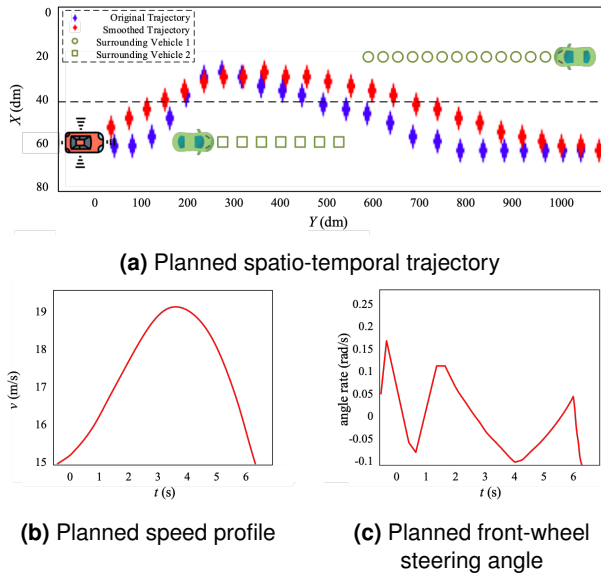 Original Trajectory
Smoothed Trajectory
Surrounding Vehicle 1
Surrounding Vehicle 2
0
20
40
60
80
X (dm)
0 100 200 300 400 500 600 700 800 900 1000
Y (dm)
(a) Planned spatio-temporal trajectory
19
18
17
16
15
v (m/s)
0 1 2 3 4 5 6
t (s)
(b) Planned speed profile
0.25
0.2
0.15
0.1
0.05
0
-0.05
-0.1
angle rate (rad/s)
0 1 2 3 4 5 6
t (s)
(c) Planned front-wheel
steering angle